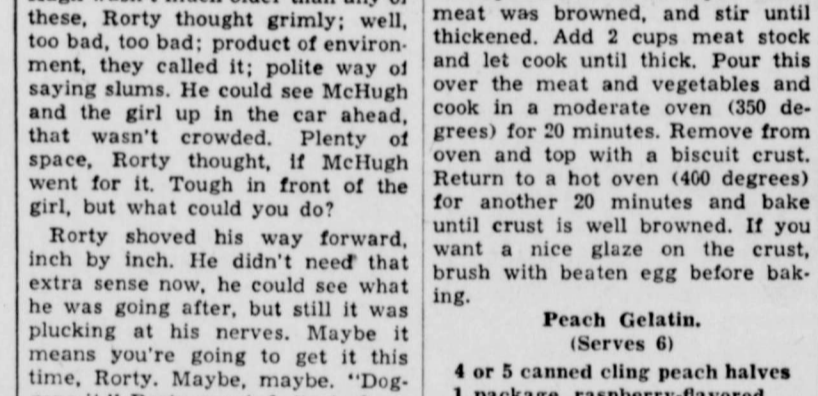 these, Rorty thought grimly; well,
too bad, too bad; product of environ-
ment, they called it; polite way of
saying slums. He could see McHugh
and the girl up in the car ahead,
that wasn't crowded. Plenty of
space, Rorty thought, if McHugh
went for it. Tough in front of the
girl, but what could you do?
Rorty shoved his way forward,
inch by inch. He didn't need that
extra sense now, he could see what
he was going after, but still it was
plucking at his nerves. Maybe it
means you're going to get it this
time, Rorty. Maybe, maybe. "Dog-
meat was browned, and stir until
thickened. Add 2 cups meat stock
and let cook until thick. Pour this
over the meat and vegetables and
cook in a moderate oven (350 de-
grees) for 20 minutes. Remove from
oven and top with a biscuit crust.
Return to a hot oven (400 degrees)
for another 20 minutes and bake
until crust is well browned. If you
want a nice glaze on the crust,
brush with beaten egg before bak-
ing.
Peach Gelatin.
(Serves 6)
4 or 5 canned cling peach halves
1 package raspberry-flavored